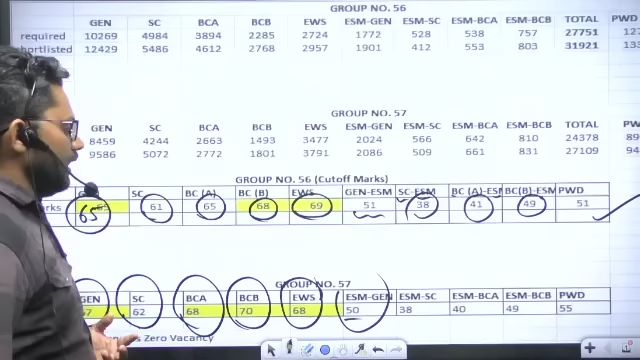 GROUP NO. 56
GEN SC BCA BCB EWS ESM-GEN ESM-SC ESM-BCA ESM-BCB TOTAL PWD
required 10269 4984 3894 2285 2724 1772 528 538 757 27751
shortlisted 12429 5486 4612 2768 2957 1901 412 553 803 31921
GROUP NO. 57
GEN SC BCA BCB EWS ESM-GEN ESM-SC ESM-BCA ESM-BCB TOTAL
8459 4244 2663 1493 3477 2024 566 642 810 24378
9586 5072 2772 1801 3791 2086 509 661 831 27109
GROUP NO. 56 (Cutoff Marks)
SC BC (A) BC (B) EWS GEN-ESM SC-ESM BC (A)-ESM BC(B)-ESM PWD
65 61 65 68 69 51 38 41 49 51
GROUP NO. 57
GEN SC BCA BCB EWS ESM-GEN ESM-SC ESM-BCA ESM-BCB PWD
67 62 68 70 68 50 38 40 49 55
Zero Vacancy